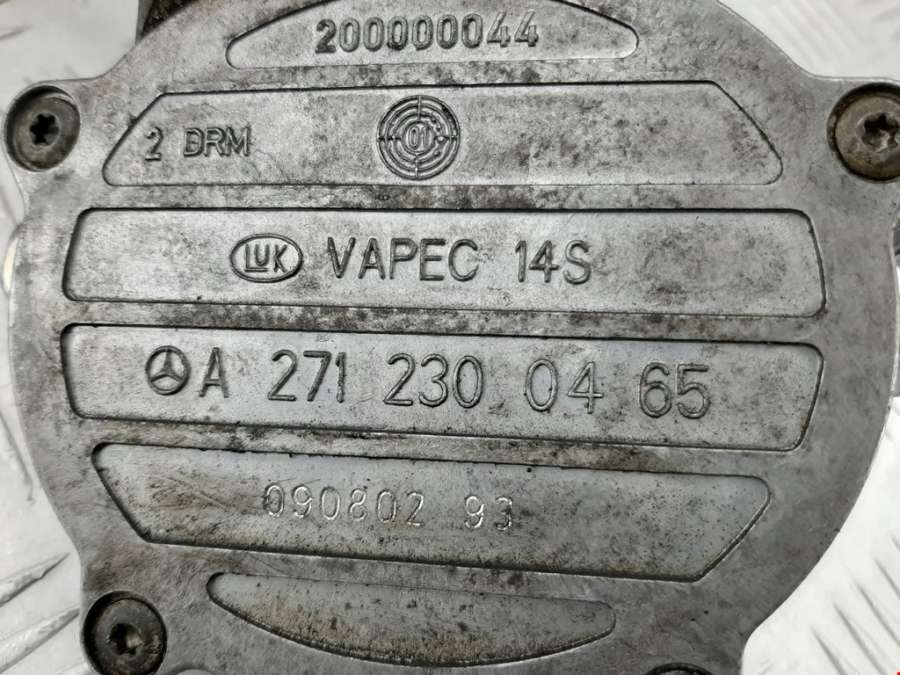 200000044
2 DRM 01
LUK VAPEC 14S
A 271 230 04 65
090802 93